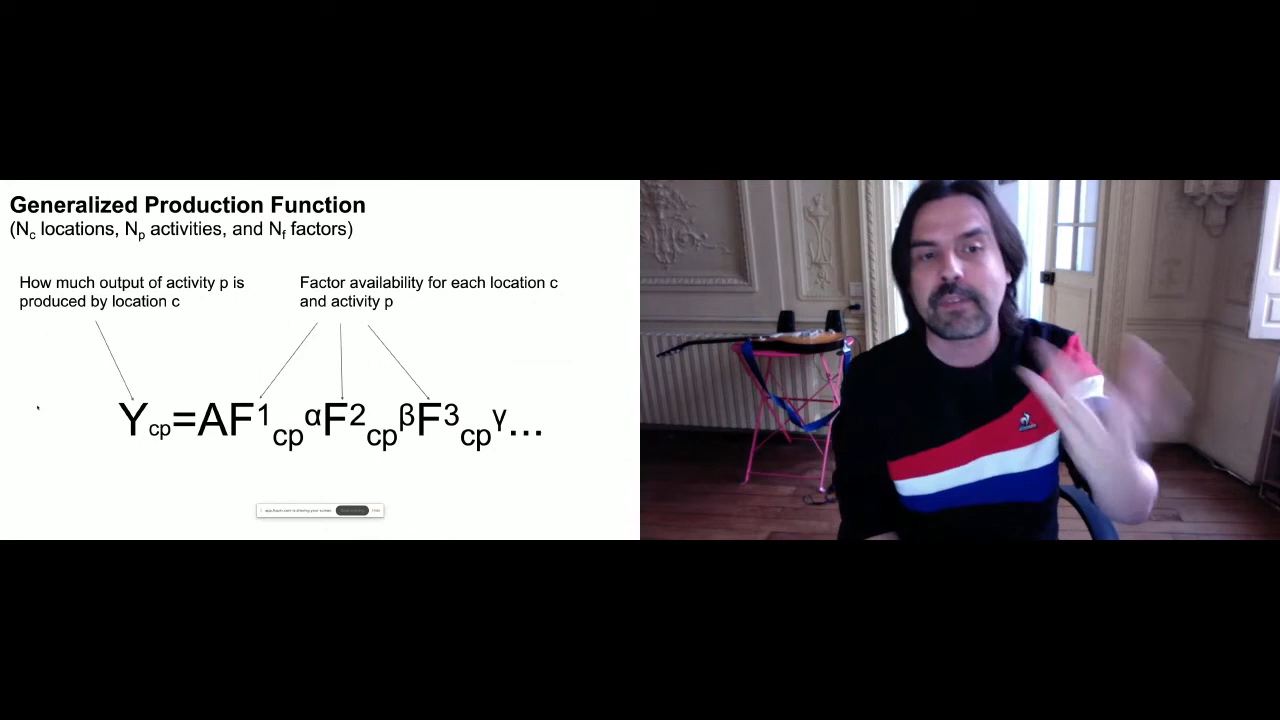 Generalized Production Function
(Nc locations, Np activities, and Nf factors)
How much output of activity p is
produced by location c
Factor availability for each location c
and activity p
Ycp=AF¹cpᵅF²cpᵝF³cpᵞ...